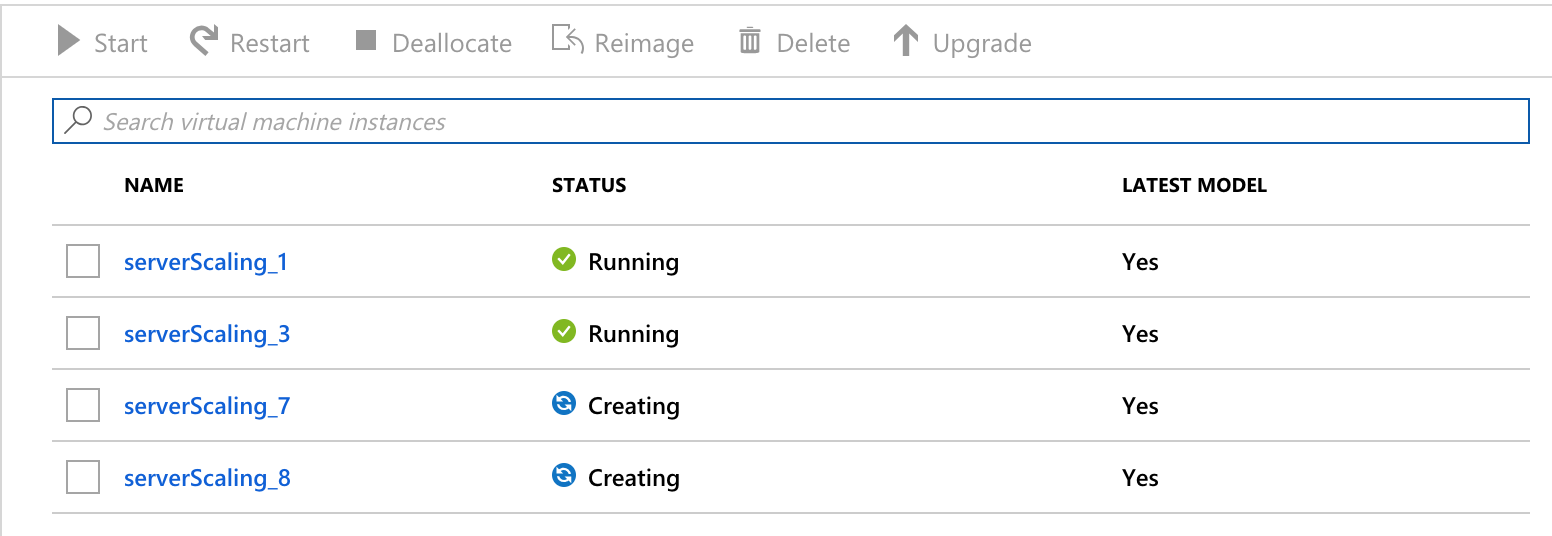 Start Restart Deallocate Reimage Delete Upgrade
Search virtual machine instances
NAME STATUS LATEST MODEL
serverScaling_1 Running Yes
serverScaling_3 Running Yes
serverScaling_7 Creating Yes
serverScaling_8 Creating Yes